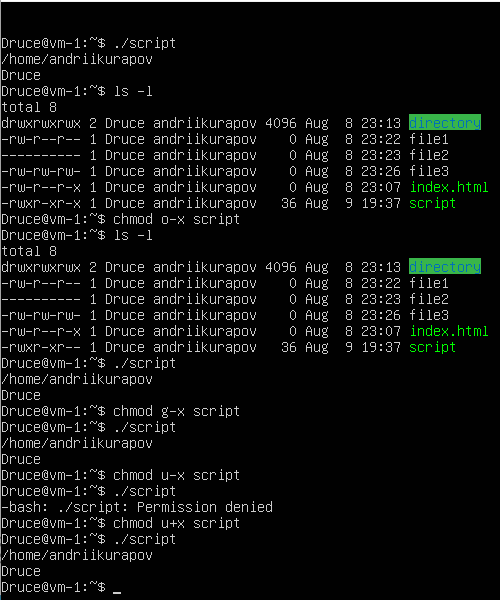 Druce@vm-1:~$ ./script
/home/andriikurapov
Druce
Druce@vm-1:~$ ls -l
total 8
drwxrwxrwx 2 Druce andriikurapov 4096 Aug  8 23:13 directory
-rw-r--r-- 1 Druce andriikurapov    0 Aug  8 23:22 file1
---------- 1 Druce andriikurapov    0 Aug  8 23:23 file2
-rw-rw-rw- 1 Druce andriikurapov    0 Aug  8 23:26 file3
-rw-r--r-x 1 Druce andriikurapov    0 Aug  8 23:07 index.html
-rwxr-xr-x 1 Druce andriikurapov   36 Aug  9 19:37 script
Druce@vm-1:~$ chmod o-x script
Druce@vm-1:~$ ls -l
total 8
drwxrwxrwx 2 Druce andriikurapov 4096 Aug  8 23:13 directory
-rw-r--r-- 1 Druce andriikurapov    0 Aug  8 23:22 file1
---------- 1 Druce andriikurapov    0 Aug  8 23:23 file2
-rw-rw-rw- 1 Druce andriikurapov    0 Aug  8 23:26 file3
-rw-r--r-x 1 Druce andriikurapov    0 Aug  8 23:07 index.html
-rwxr-xr-- 1 Druce andriikurapov   36 Aug  9 19:37 script
Druce@vm-1:~$ ./script
/home/andriikurapov
Druce
Druce@vm-1:~$ chmod g-x script
Druce@vm-1:~$ ./script
/home/andriikurapov
Druce
Druce@vm-1:~$ chmod u-x script
Druce@vm-1:~$ ./script
-bash: ./script: Permission denied
Druce@vm-1:~$ chmod u+x script
Druce@vm-1:~$ ./script
/home/andriikurapov
Druce
Druce@vm-1:~$ _